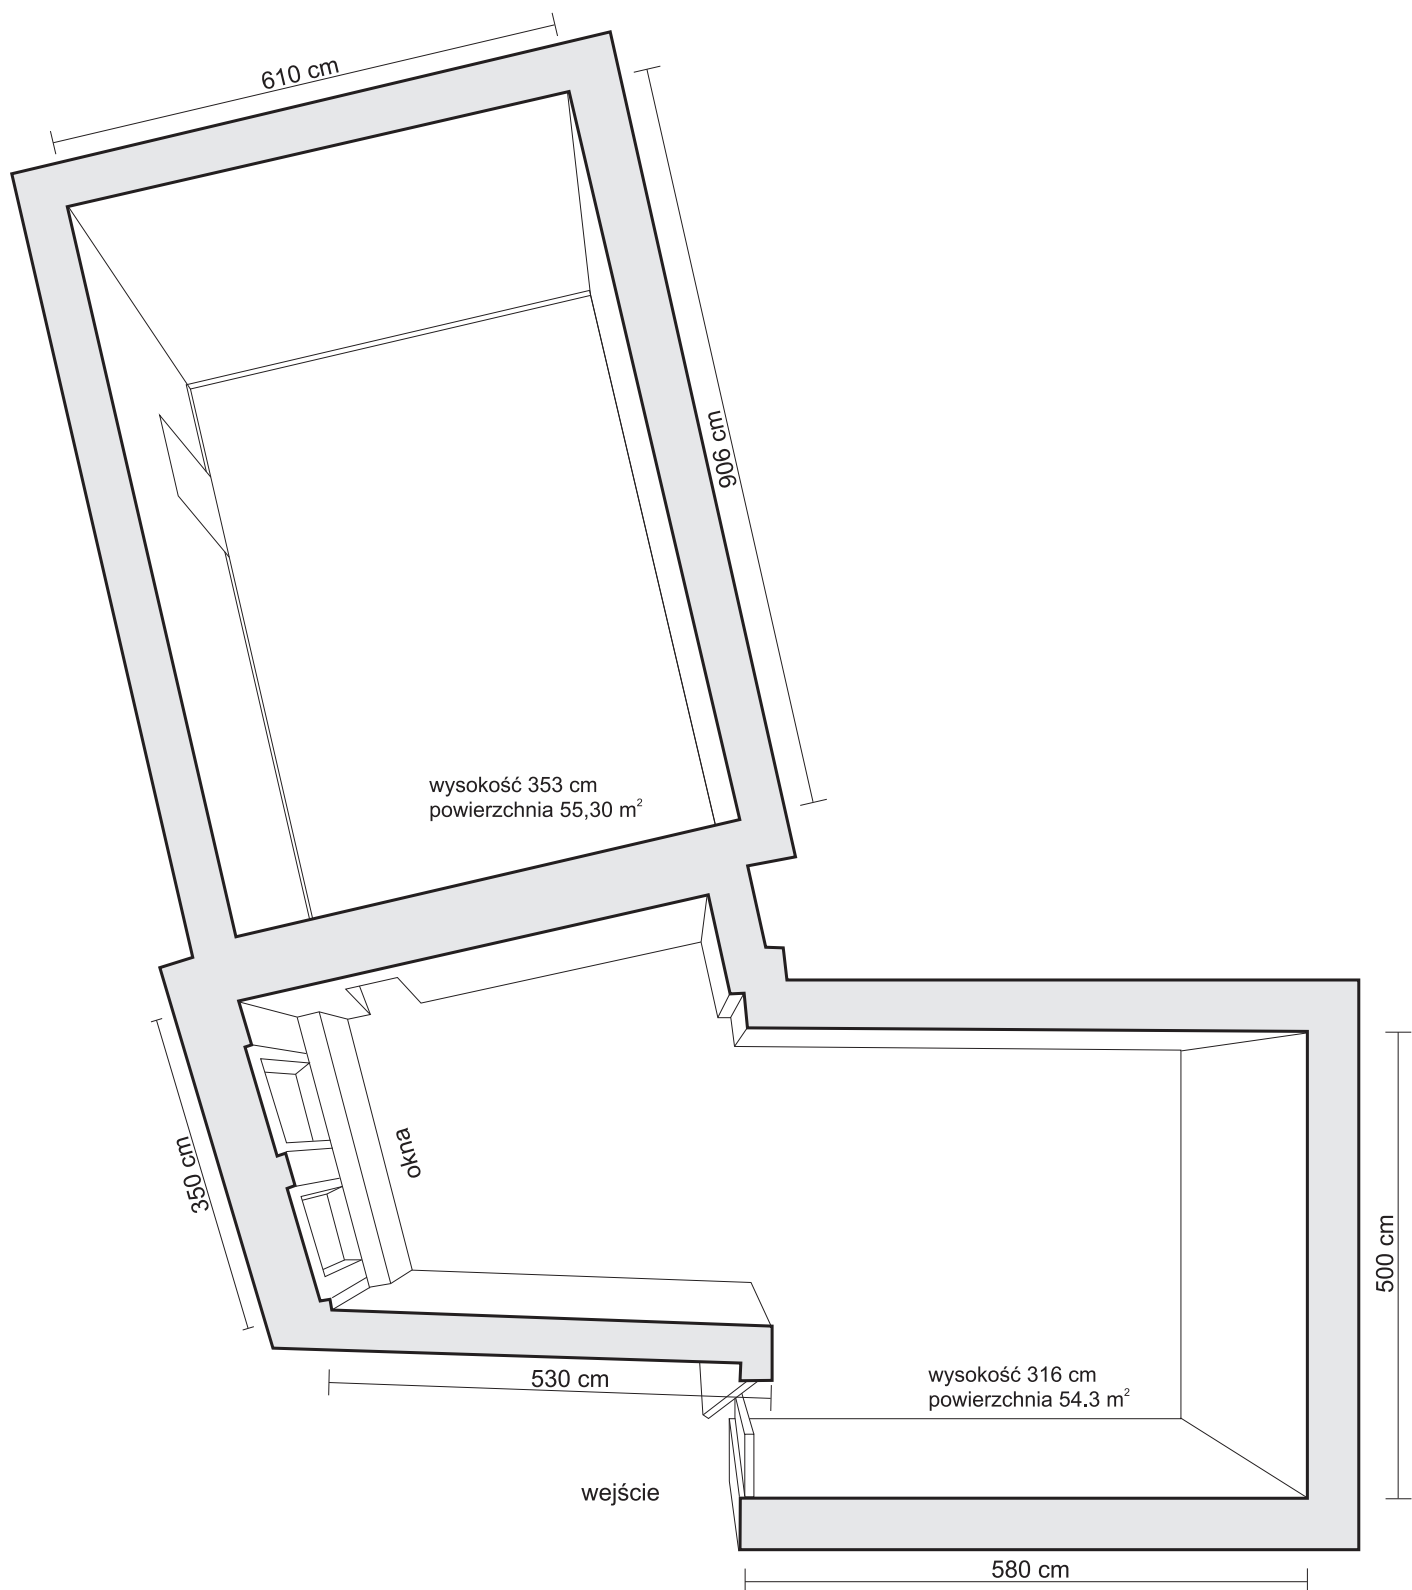 610 cm
906 cm
wysokość 353 cm
powierzchnia 55,30 m²
okna
350 cm
500 cm
530 cm
wysokość 316 cm
powierzchnia 54.3 m²
wejście
580 cm